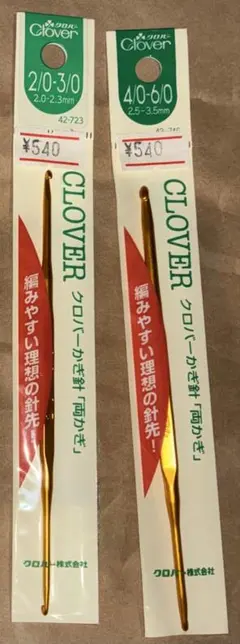 クロバー
Clover
2/0-3/0
2.0-2.3mm
42-723
¥540
CLOVER
クロバーかぎ針「両かぎ」
編みやすい理想の針先!
クロバー株式会社
クロバー
Clover
4/0-6/0
2.5-3.5mm
¥540
CLOVER
クロバーかぎ針「両かぎ」
編みやすい理想の針先!
クロバー株式会社